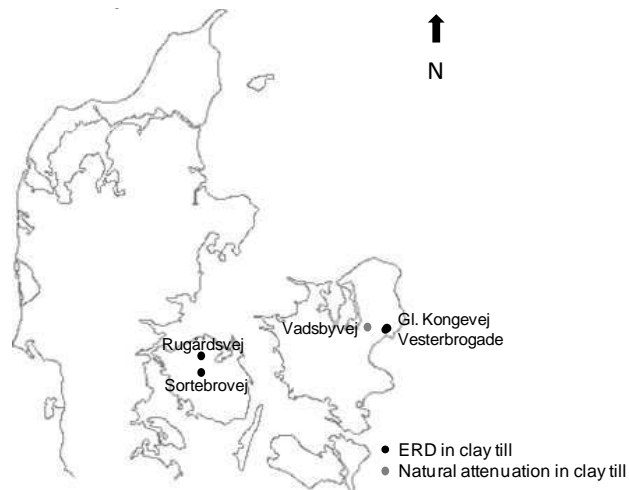 N
Vadsbyvej
Gl. Kongevej
Vesterbrogade
Rugårdsvej
Sortebrovej
ERD in clay till
Natural attenuation in clay till